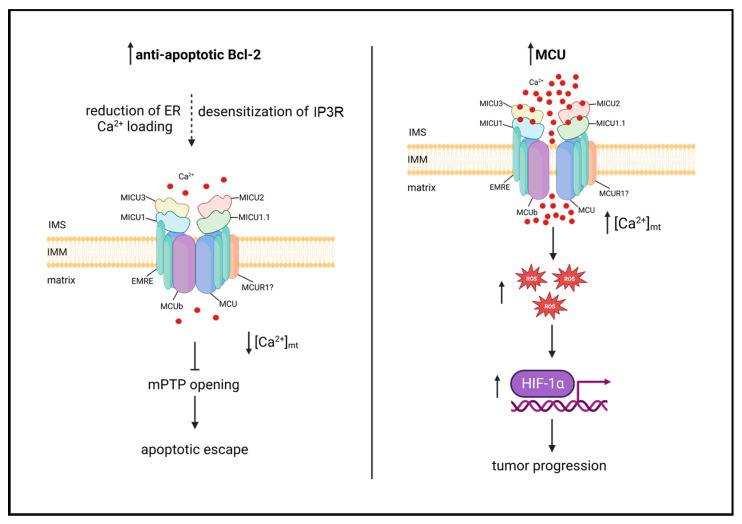 anti-apoptotic Bcl-2
reduction of ER
Ca²⁺ loading
desensitization of IP3R
Ca²⁺
MICU3
MICU2
MICU1
MICU1.1
IMS
IMM
matrix
EMRE
MCUb
MCU
MCUR1?
[Ca²⁺]mt
mPTP opening
apoptotic escape
MCU
Ca²⁺
MICU3
MICU2
MICU1
MICU1.1
IMS
IMM
matrix
EMRE
MCUb
MCU
MCUR1?
[Ca²⁺]mt
ROS
ROS
ROS
HIF-1α
tumor progression